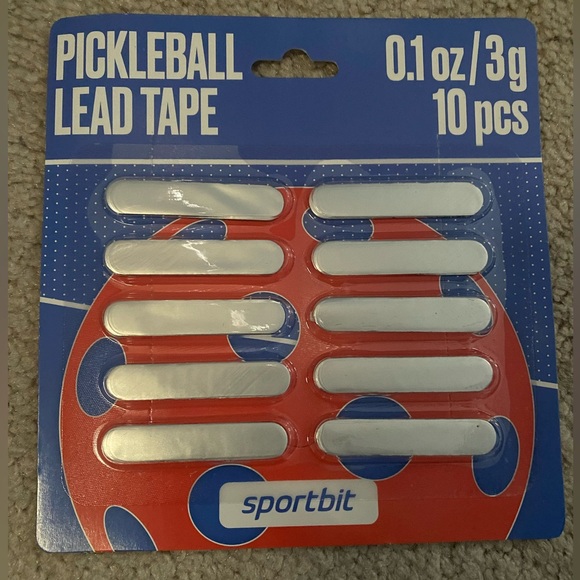 PICKLEBALL
LEAD TAPE
0.1 oz/3g
10 pcs
sportbit